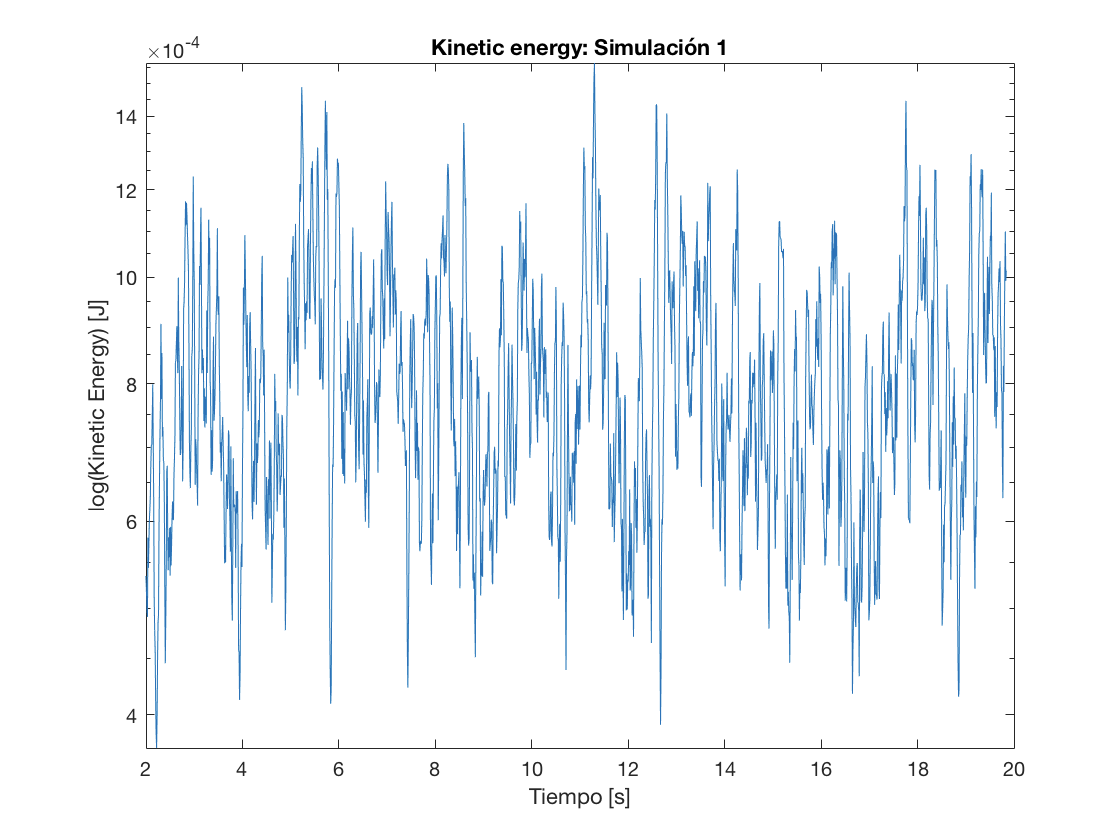 Kinetic energy: Simulación 1
×10-4
14
12
10
8
6
4
log(Kinetic Energy) [J]
2 4 6 8 10 12 14 16 18 20
Tiempo [s]